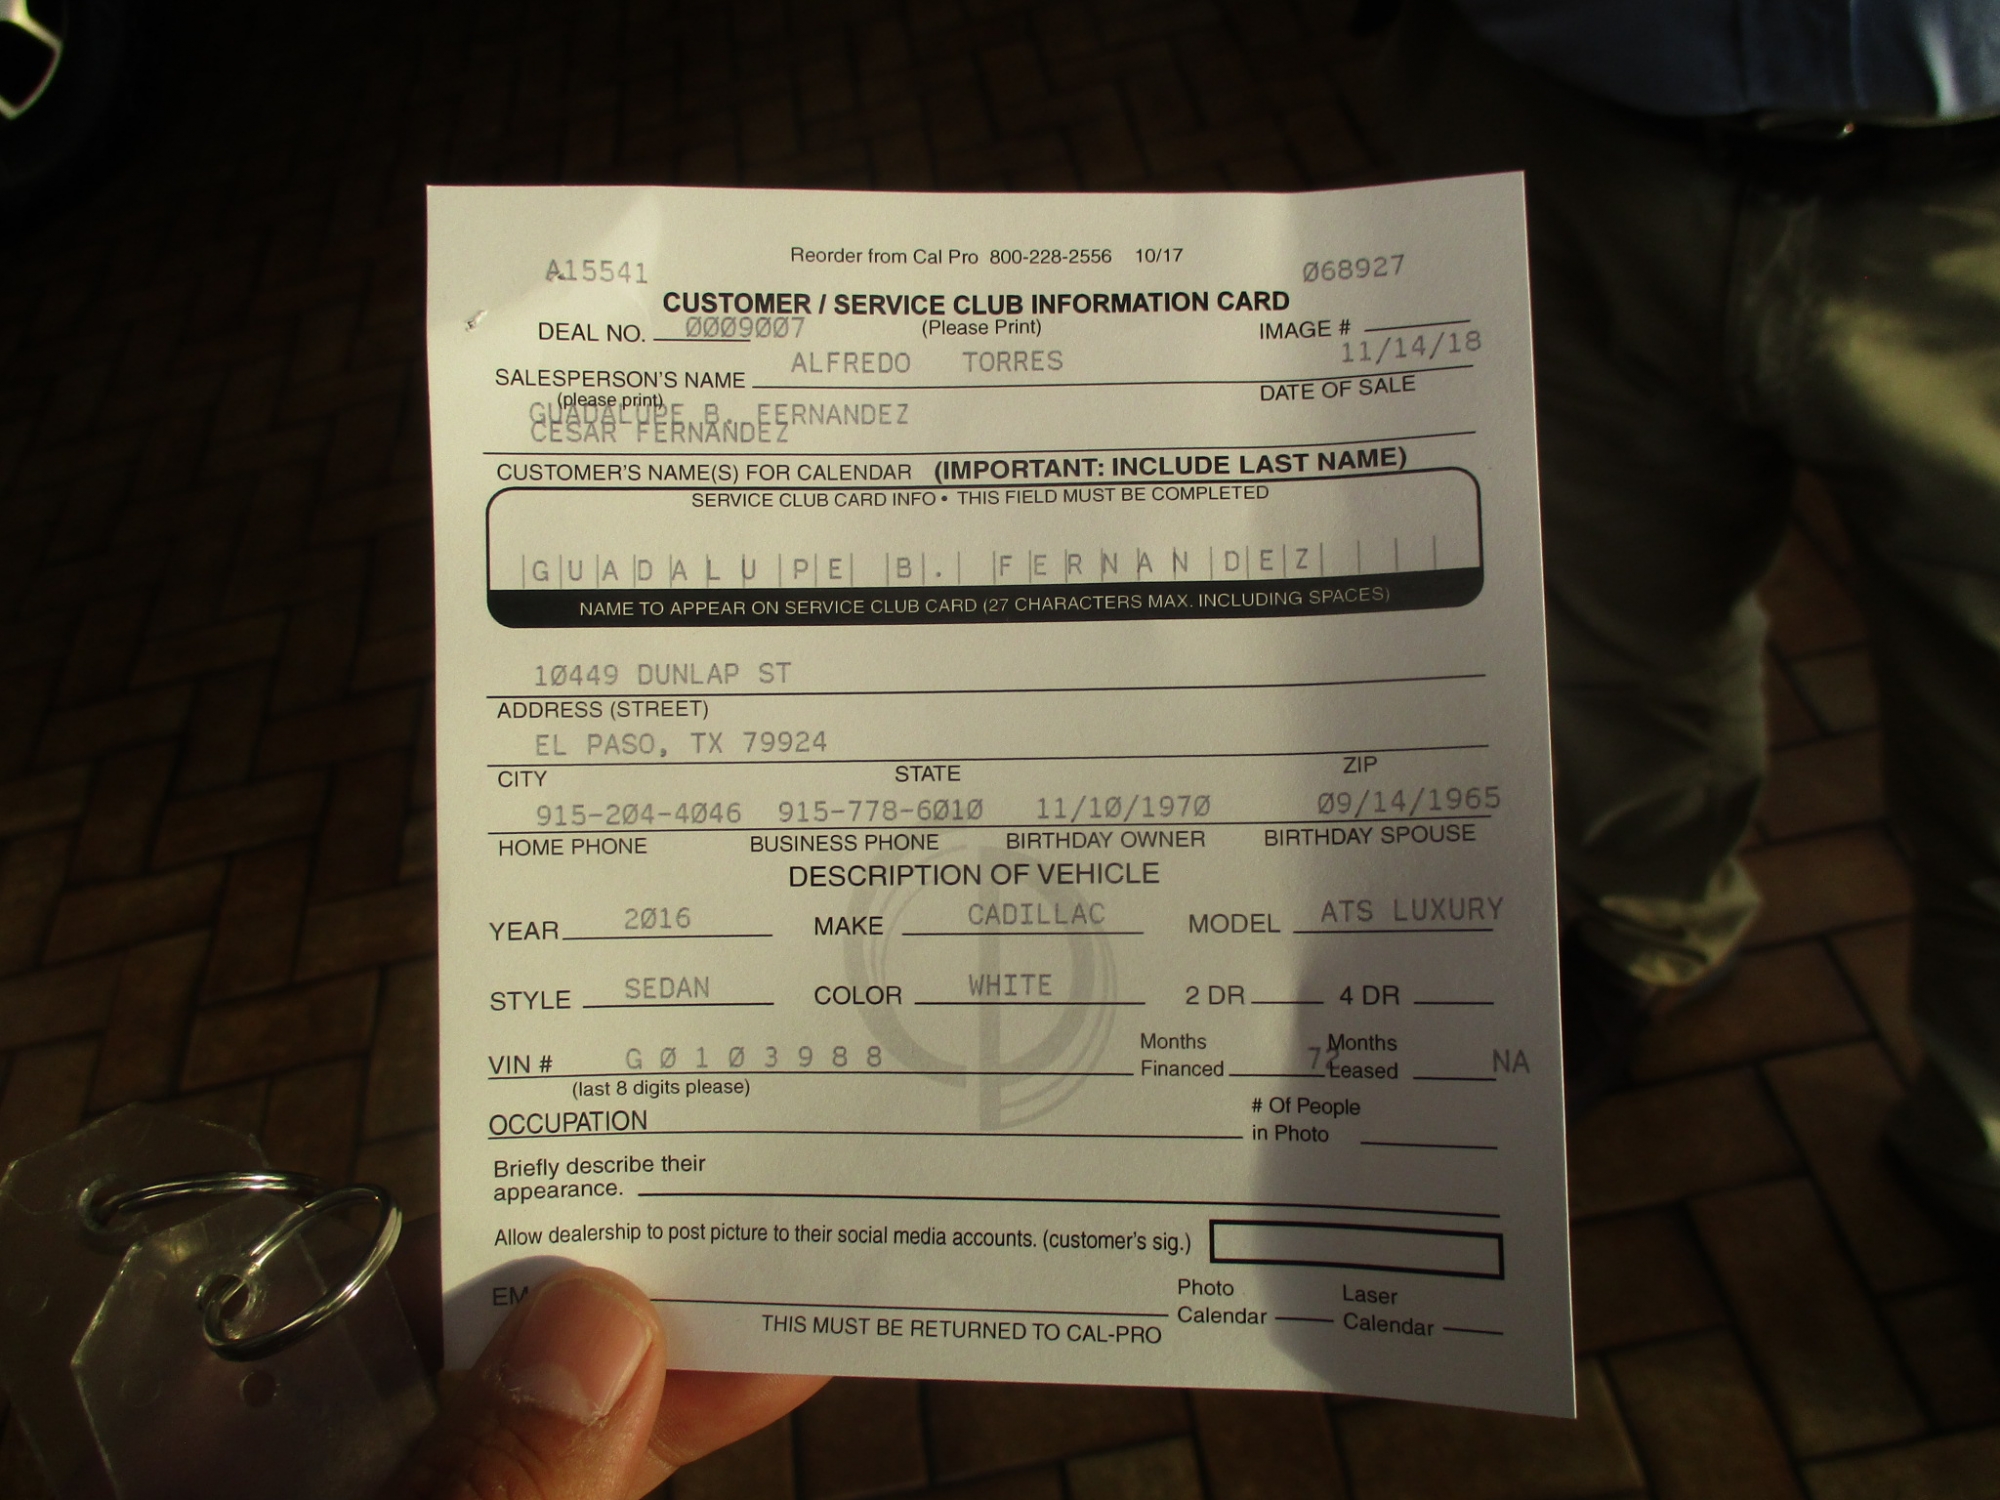 Reorder from Cal Pro 800-228-2556 10/17
A15541 Ø68927
CUSTOMER / SERVICE CLUB INFORMATION CARD
DEAL NO. ØØØ9ØØ7 (Please Print) IMAGE #
11/14/18
SALESPERSON'S NAME ALFREDO TORRES
(please print) DATE OF SALE
GUADALUPE B. FERNANDEZ
CESAR FERNANDEZ
CUSTOMER'S NAME(S) FOR CALENDAR (IMPORTANT: INCLUDE LAST NAME)
SERVICE CLUB CARD INFO • THIS FIELD MUST BE COMPLETED
GUADALUPE B. FERNANDEZ
NAME TO APPEAR ON SERVICE CLUB CARD (27 CHARACTERS MAX. INCLUDING SPACES)
1Ø449 DUNLAP ST
ADDRESS (STREET)
EL PASO, TX 79924
CITY STATE ZIP
915-2Ø4-4Ø46 915-778-6Ø1Ø 11/1Ø/197Ø Ø9/14/1965
HOME PHONE BUSINESS PHONE BIRTHDAY OWNER BIRTHDAY SPOUSE
DESCRIPTION OF VEHICLE
YEAR 2Ø16 MAKE CADILLAC MODEL ATS LUXURY
STYLE SEDAN COLOR WHITE 2 DR 4 DR
VIN # G Ø 1 Ø 3 9 8 8 Months Financed 72 Months Leased NA
(last 8 digits please)
OCCUPATION # Of People in Photo
Briefly describe their
appearance.
Allow dealership to post picture to their social media accounts. (customer's sig.)
EM Photo Calendar Laser Calendar
THIS MUST BE RETURNED TO CAL-PRO